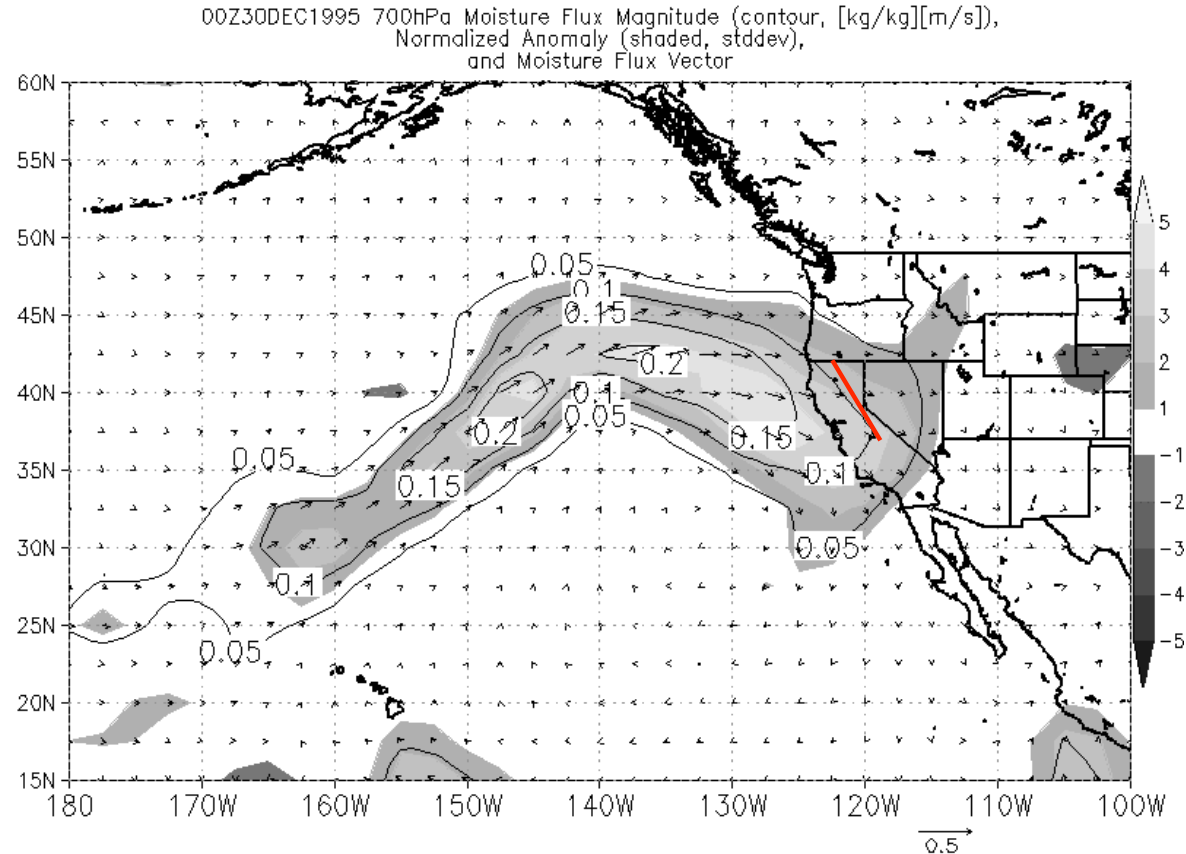 00Z30DEC1995 700hPa Moisture Flux Magnitude (contour, [kg/kg][m/s]),
Normalized Anomaly (shaded, stddev),
and Moisture Flux Vector
60N
55N
50N
45N
40N
35N
30N
25N
20N
15N
0.05
0.1
0.15
0.2
0.1
0.05
0.2
0.15
0.05
0.15
0.1
0.1
0.05
0.05
5
4
3
2
1
-1
-2
-3
-4
-5
180 170W 160W 150W 140W 130W 120W 110W 100W
0.5